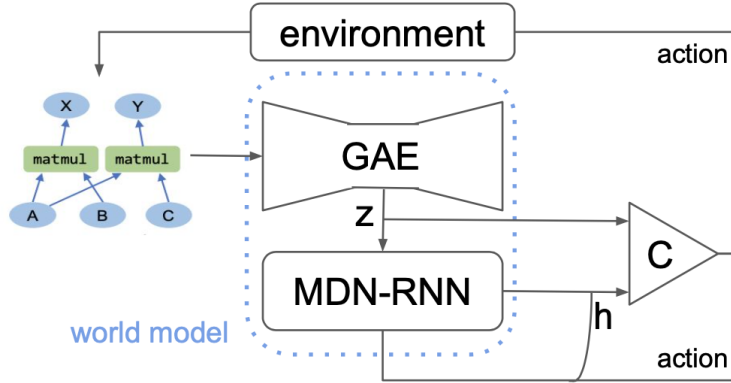 environment
action
X
Y
matmul
matmul
A
B
C
GAE
z
C
MDN-RNN
h
world model
action